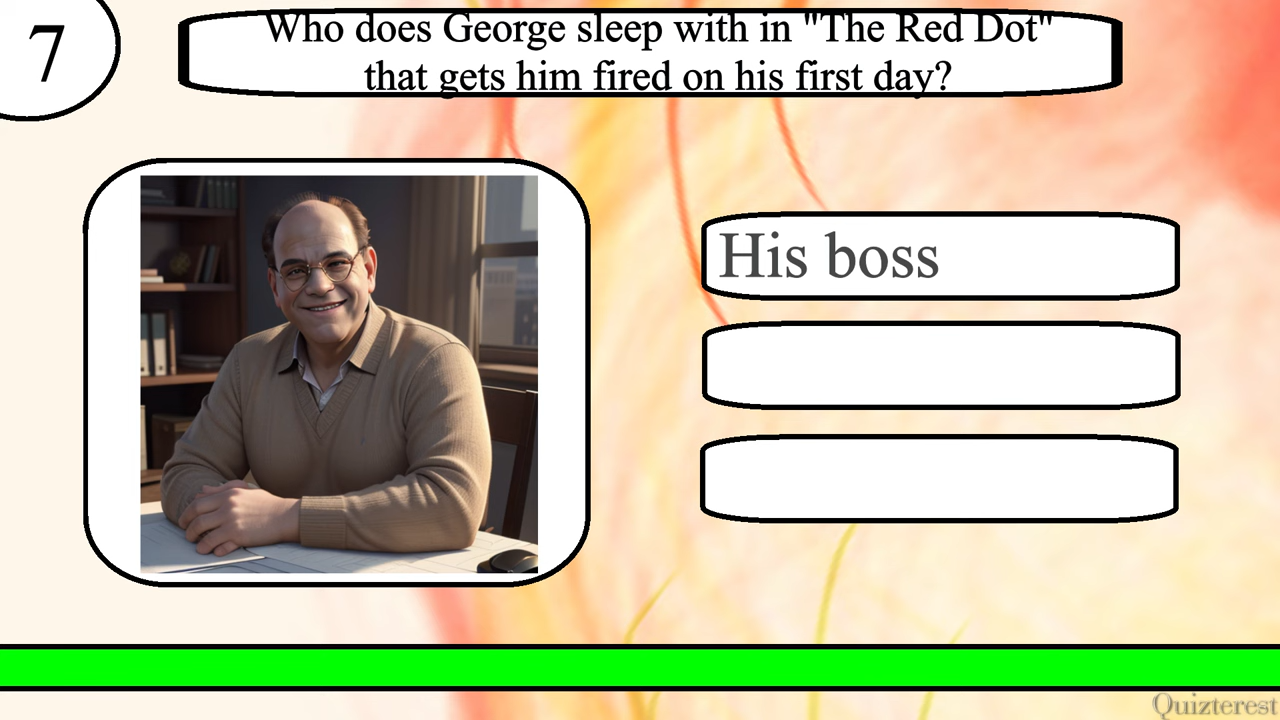 7
Who does George sleep with in "The Red Dot"
that gets him fired on his first day?
His boss
Quizterest